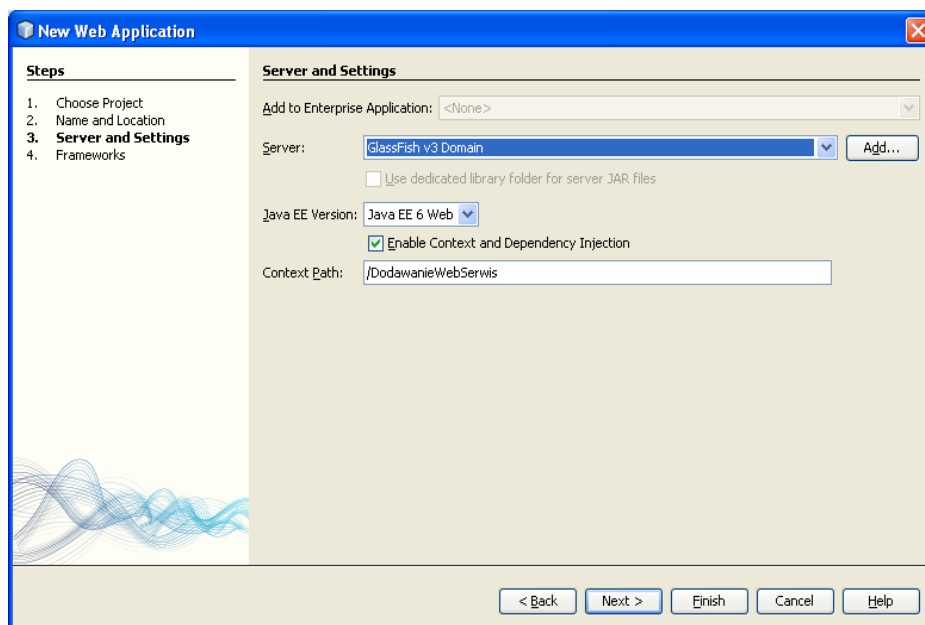 New Web Application
Steps
1. Choose Project
2. Name and Location
3. Server and Settings
4. Frameworks
Server and Settings
Add to Enterprise Application: <None>
Server: GlassFish v3 Domain Add...
Use dedicated library folder for server JAR files
Java EE Version: Java EE 6 Web
Enable Context and Dependency Injection
Context Path: /DodawanieWebSerwis
< Back Next > Finish Cancel Help